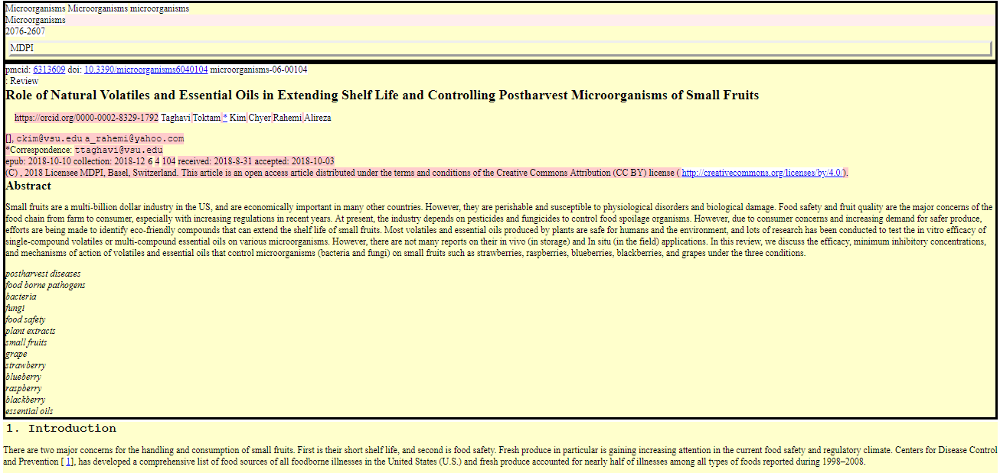 Microorganisms Microorganisms microorganisms
Microorganisms
2076-2607
MDPI
pmcid: 6313609 doi: 10.3390/microorganisms6040104 microorganisms-06-00104
: Review
Role of Natural Volatiles and Essential Oils in Extending Shelf Life and Controlling Postharvest Microorganisms of Small Fruits
https://orcid.org/0000-0002-8329-1792 Taghavi Toktam * Kim Chyer Rahemi Alireza
[], ckim@vsu.edu a_rahemi@yahoo.com
*Correspondence: ttaghavi@vsu.edu
epub: 2018-10-10 collection: 2018-12 6 4 104 received: 2018-8-31 accepted: 2018-10-03
(C) , 2018 Licensee MDPI, Basel, Switzerland. This article is an open access article distributed under the terms and conditions of the Creative Commons Attribution (CC BY) license ( http://creativecommons.org/licenses/by/4.0/).
Abstract
Small fruits are a multi-billion dollar industry in the US, and are economically important in many other countries. However, they are perishable and susceptible to physiological disorders and biological damage. Food safety and fruit quality are the major concerns of the
food chain from farm to consumer, especially with increasing regulations in recent years. At present, the industry depends on pesticides and fungicides to control food spoilage organisms. However, due to consumer concerns and increasing demand for safer produce,
efforts are being made to identify eco-friendly compounds that can extend the shelf life of small fruits. Most volatiles and essential oils produced by plants are safe for humans and the environment, and lots of research has been conducted to test the in vitro efficacy of
single-compound volatiles or multi-compound essential oils on various microorganisms. However, there are not many reports on their in vivo (in storage) and In situ (in the field) applications. In this review, we discuss the efficacy, minimum inhibitory concentrations,
and mechanisms of action of volatiles and essential oils that control microorganisms (bacteria and fungi) on small fruits such as strawberries, raspberries, blueberries, blackberries, and grapes under the three conditions.
postharvest diseases
food borne pathogens
bacteria
fungi
food safety
plant extracts
small fruits
grape
strawberry
blueberry
raspberry
blackberry
essential oils
1. Introduction
There are two major concerns for the handling and consumption of small fruits. First is their short shelf life, and second is food safety. Fresh produce in particular is gaining increasing attention in the current food safety and regulatory climate. Centers for Disease Control
and Prevention [ 1], has developed a comprehensive list of food sources of all foodborne illnesses in the United States (U.S.) and fresh produce accounted for nearly half of illnesses among all types of foods reported during 1998–2008.